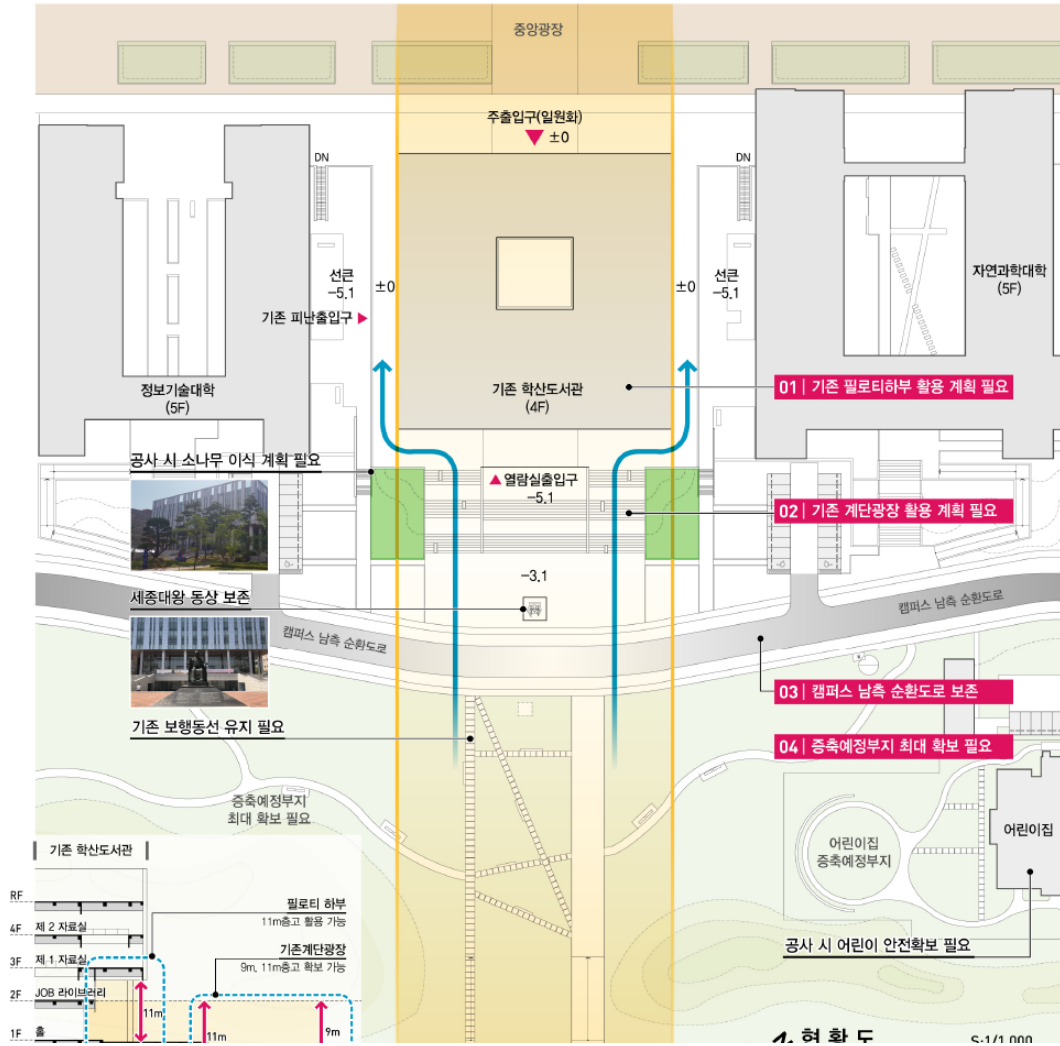 중앙광장
주출입구(일원화)
±0
DN
DN
선큰
-5.1
±0
기존 피난출입구
±0
선큰
-5.1
자연과학대학
(5F)
정보기술대학
(5F)
기존 학산도서관
(4F)
01 | 기존 필로티하부 활용 계획 필요
공사 시 소나무 이식 계획 필요
열람실출입구
-5.1
02 | 기존 계단광장 활용 계획 필요
-3.1
세종대왕 동상 보존
캠퍼스 남측 순환도로
캠퍼스 남측 순환도로
03 | 캠퍼스 남측 순환도로 보존
기존 보행동선 유지 필요
04 | 증축예정부지 최대 확보 필요
증축예정부지
최대 확보 필요
어린이집
증축예정부지
어린이집
공사 시 어린이 안전확보 필요
기존 학산도서관
RF
4F 제 2 자료실
3F 제 1 자료실
2F JOB 라이브러리
1F 홀
필로티 하부
11m층고 활용 가능
기존계단광장
9m, 11m층고 확보 가능
11m
11m
9m
현황도
S:1/1,000